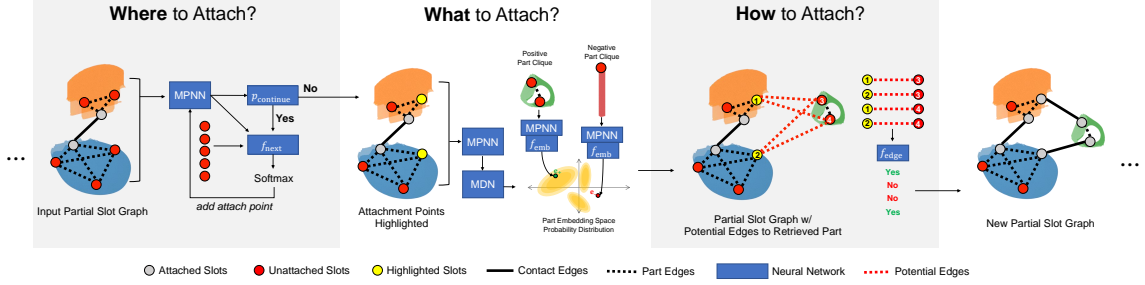 Where to Attach?
MPNN
p_continue
No
Yes
f_next
Softmax
add attach point
Input Partial Slot Graph
What to Attach?
Positive
Part Clique
Negative
Part Clique
MPNN
MDN
MPNN
f_emb
MPNN
f_emb
Attachment Points
Highlighted
Part Embedding Space
Probability Distribution
How to Attach?
1
2
3
4
1 3
2 3
1 4
2 4
f_edge
Yes
No
No
Yes
Partial Slot Graph w/
Potential Edges to Retrieved Part
New Partial Slot Graph
...
...
Attached Slots
Unattached Slots
Highlighted Slots
Contact Edges
Part Edges
Neural Network
Potential Edges